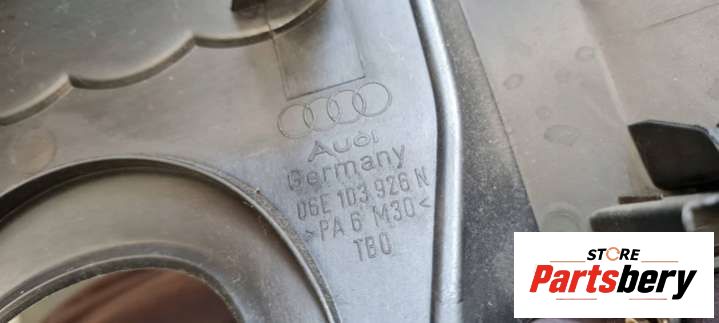 Audi
Germany
06E 103 926 N
>PA 6 M30<
TBO
STORE
Partsbery